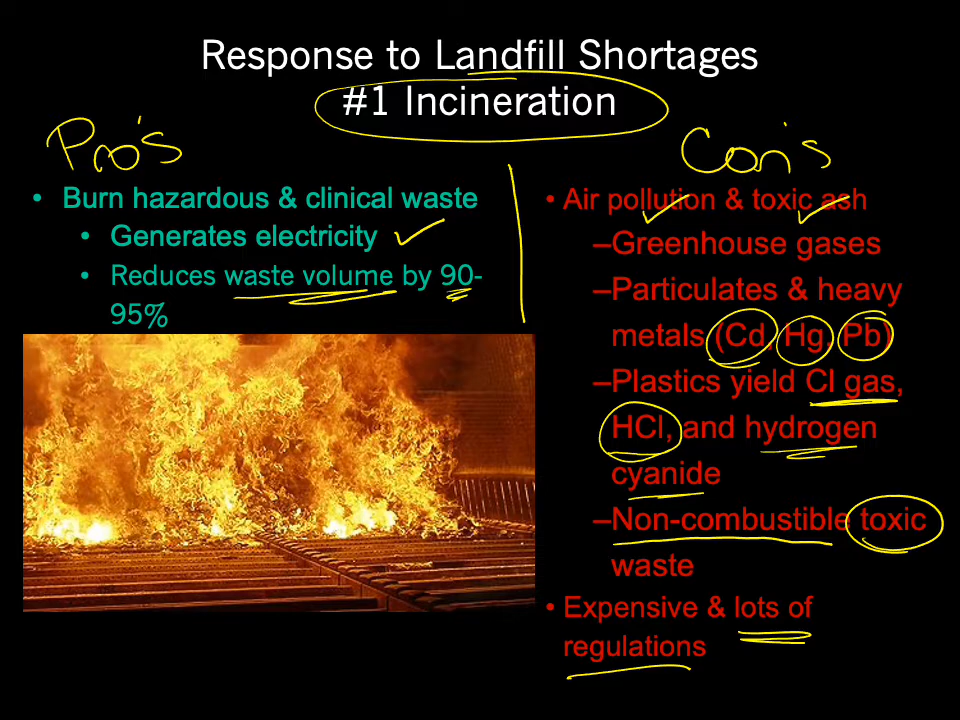 Response to Landfill Shortages
#1 Incineration
Pro's
• Burn hazardous & clinical waste
• Generates electricity
• Reduces waste volume by 90-
95%
Con's
• Air pollution & toxic ash
–Greenhouse gases
–Particulates & heavy
metals (Cd, Hg, Pb)
–Plastics yield Cl gas,
HCl, and hydrogen
cyanide
–Non-combustible toxic
waste
• Expensive & lots of
regulations